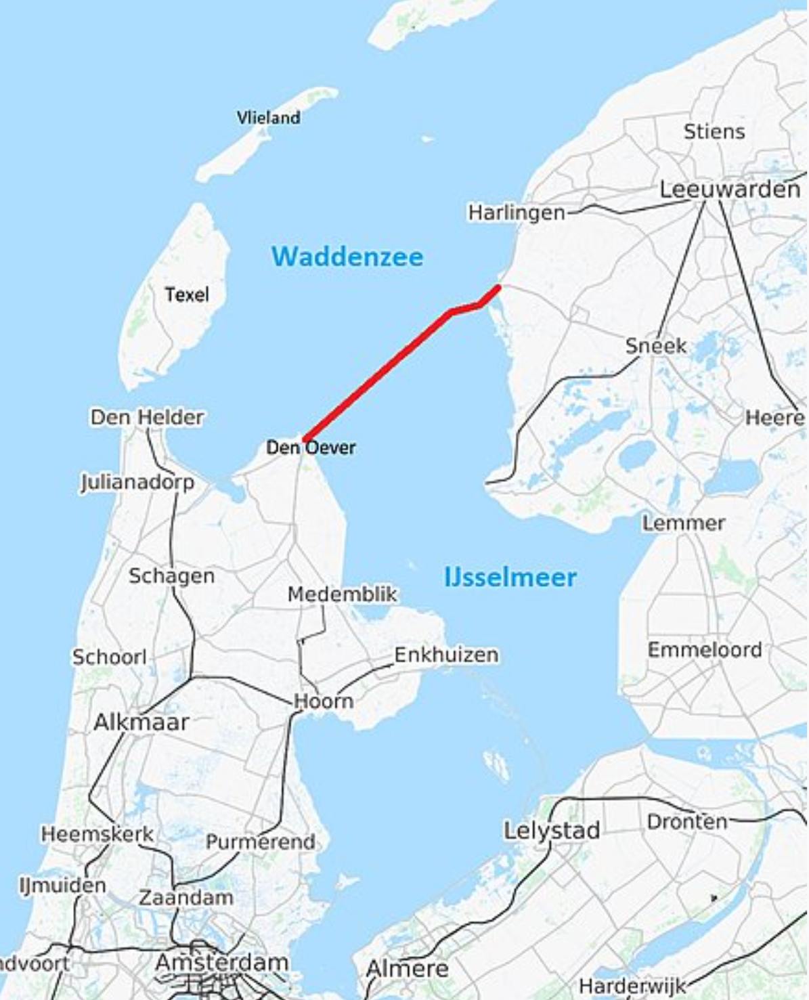 Vlieland
Stiens
Leeuwarden
Harlingen
Waddenzee
Texel
Sneek
Den Helder
Heere
Den Oever
Julianadorp
Lemmer
Schagen
IJsselmeer
Medemblik
Schoorl
Enkhuizen
Emmeloord
Hoorn
Alkmaar
Heemskerk
Purmerend
Lelystad
Dronten
IJmuiden
Zaandam
ndvoort
Amsterdam
Almere
Harderwijk